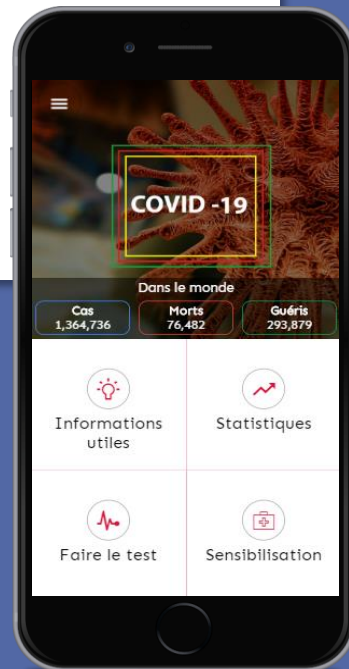 COVID -19
Dans le monde
Cas
1,364,736
Morts
76,482
Guéris
293,879
Informations
utiles
Statistiques
Faire le test
Sensibilisation